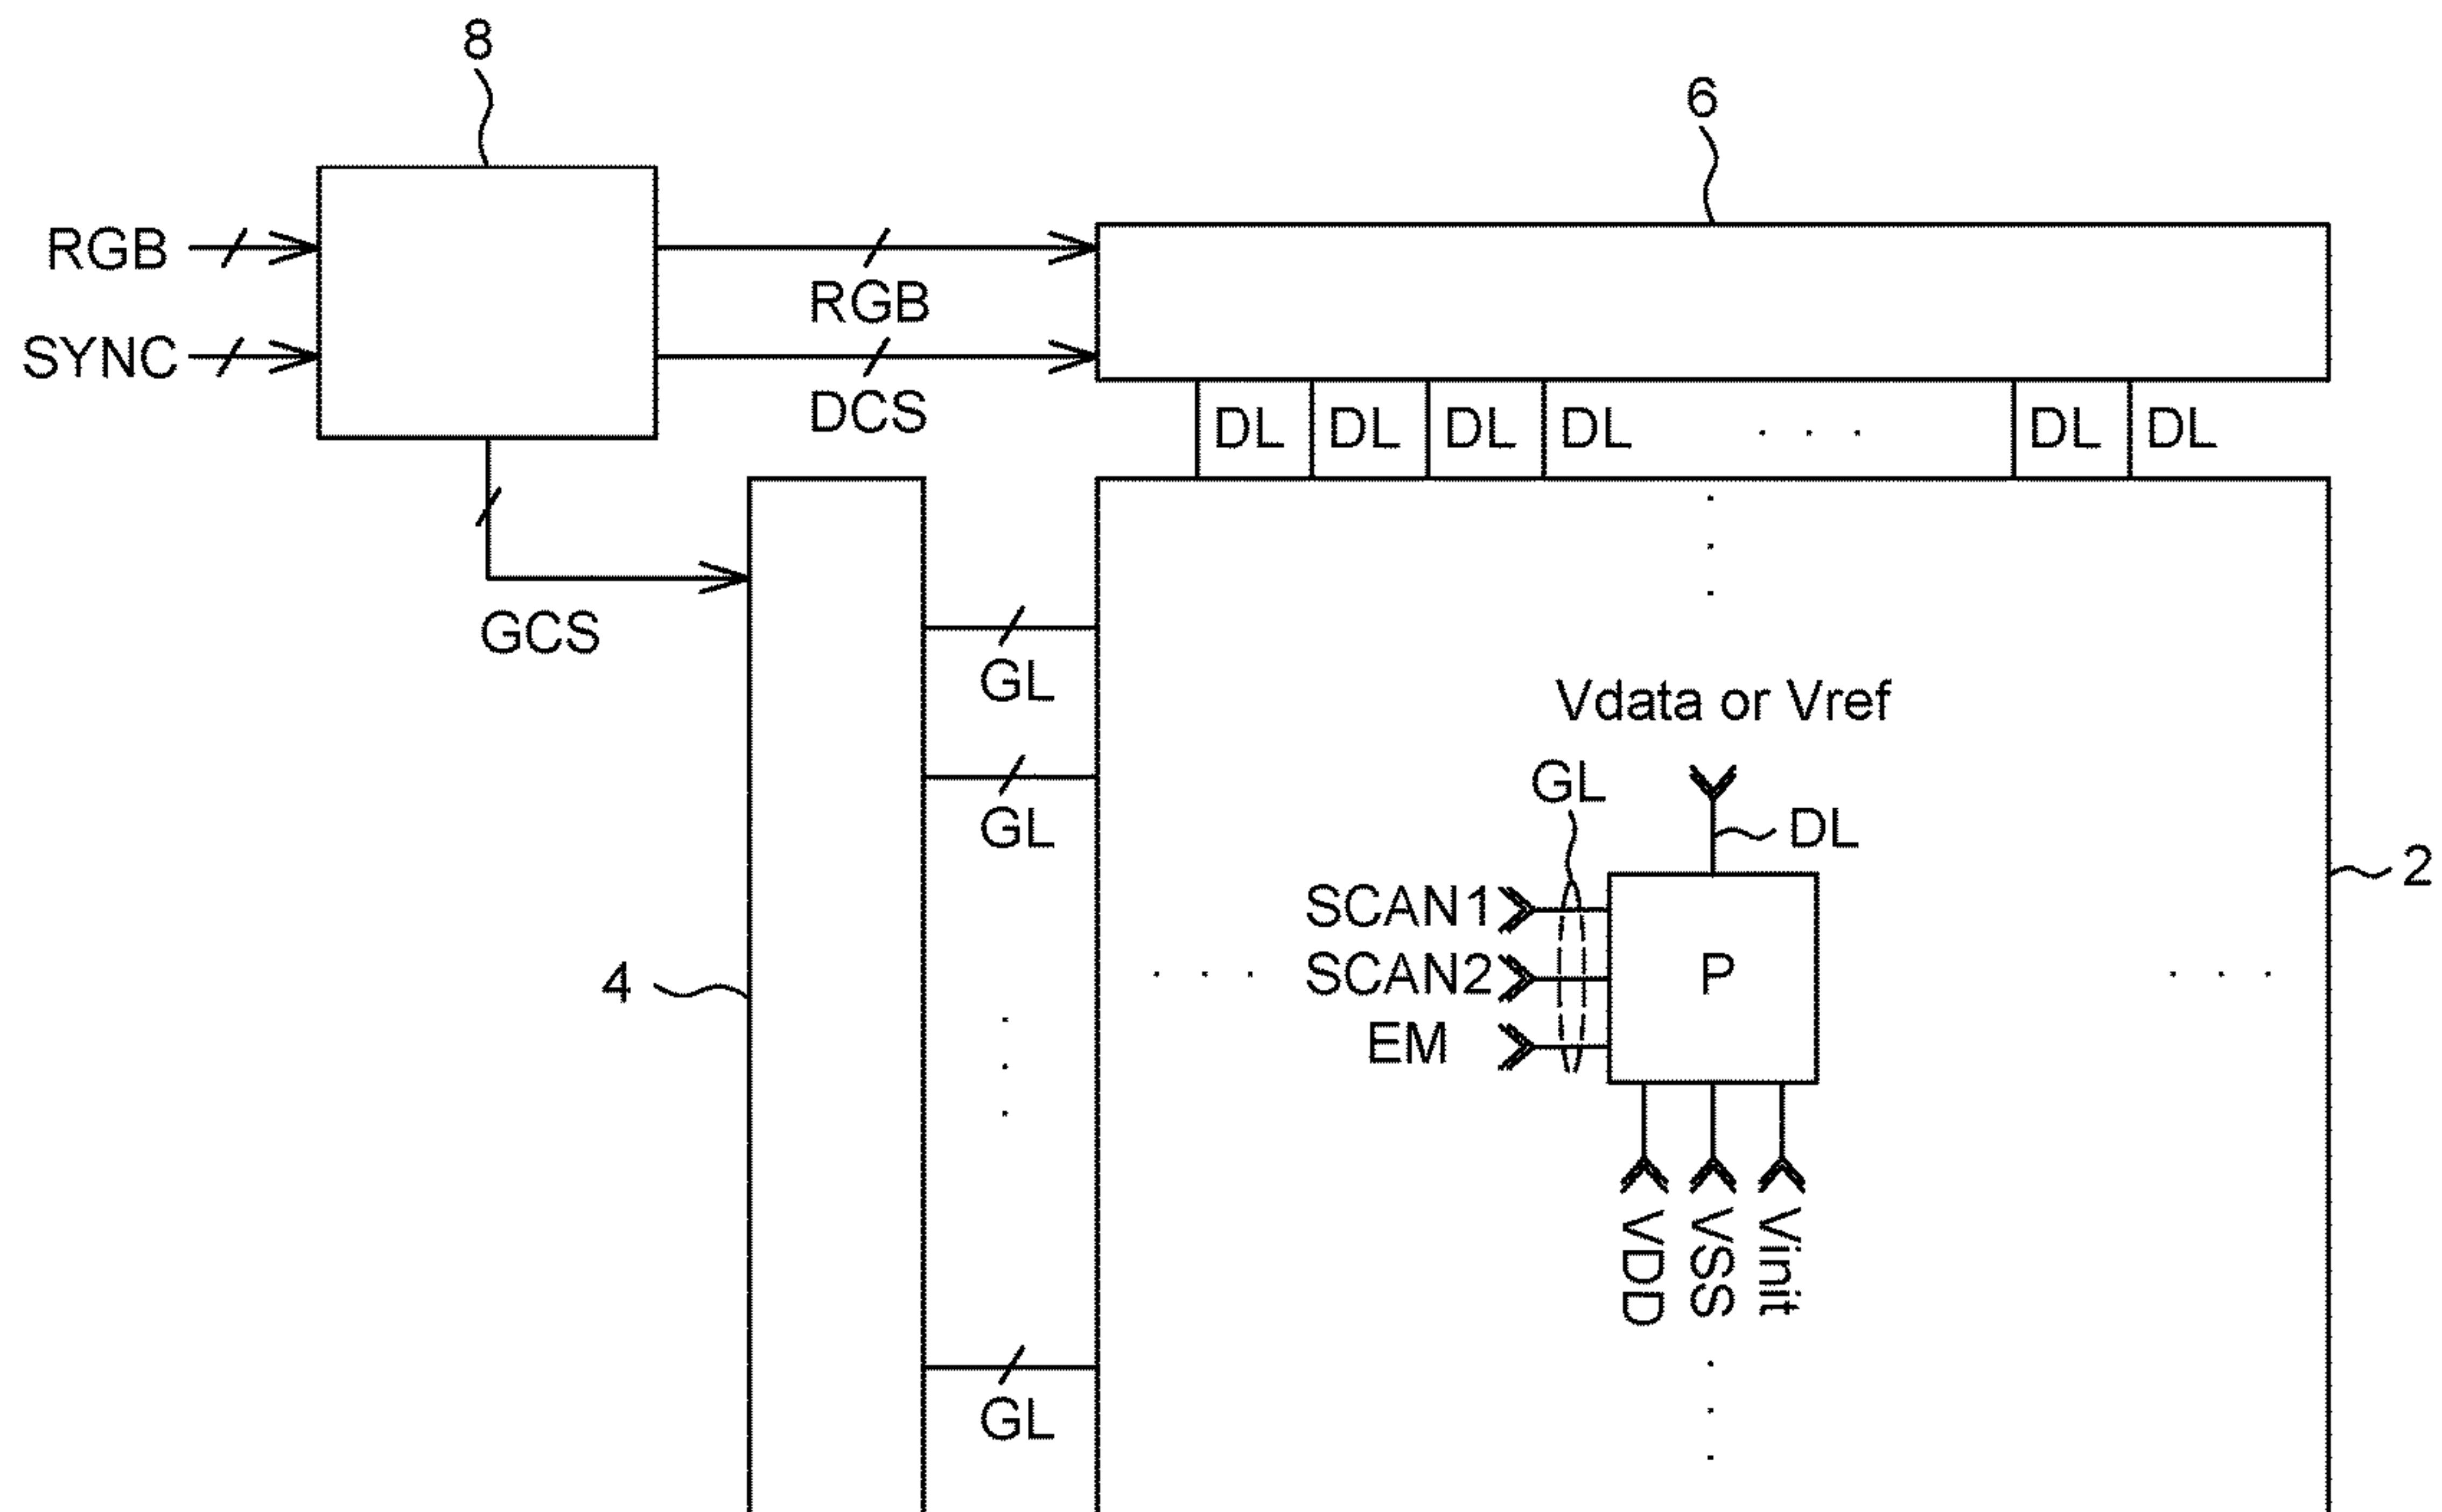 8
6
RGB
RGB
SYNC
DCS
DL DL DL DL . . . DL DL
GCS
GL
Vdata or Vref
GL
GL
DL
2
SCAN1
4
. . . SCAN2 P . . .
EM
VDD
VSS
Vinit
GL